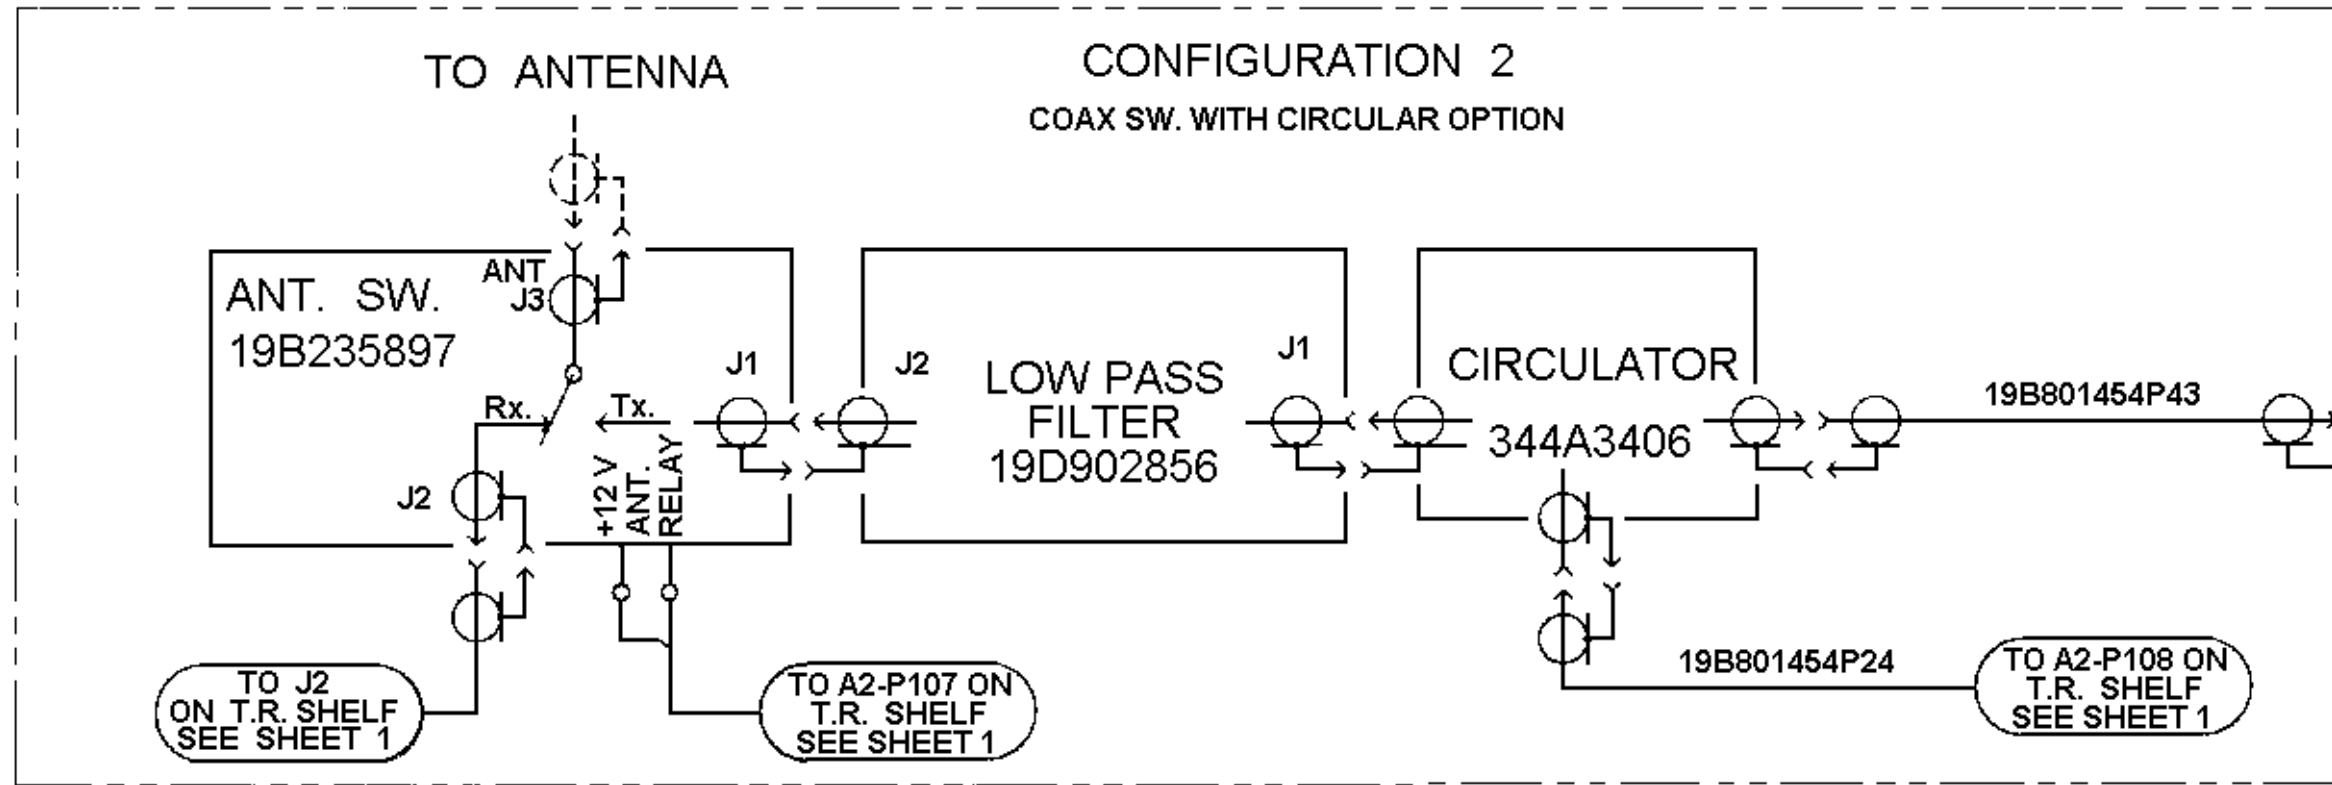 TO ANTENNA
CONFIGURATION 2
COAX SW. WITH CIRCULAR OPTION
ANT
J3
ANT. SW.
19B235897
J1
J2
LOW PASS
FILTER
19D902856
J1
CIRCULATOR
344A3406
19B801454P43
Rx.
Tx.
J2
+12 V
ANT.
RELAY
19B801454P24
TO J2
ON T.R. SHELF
SEE SHEET 1
TO A2-P107 ON
T.R. SHELF
SEE SHEET 1
TO A2-P108 ON
T.R. SHELF
SEE SHEET 1